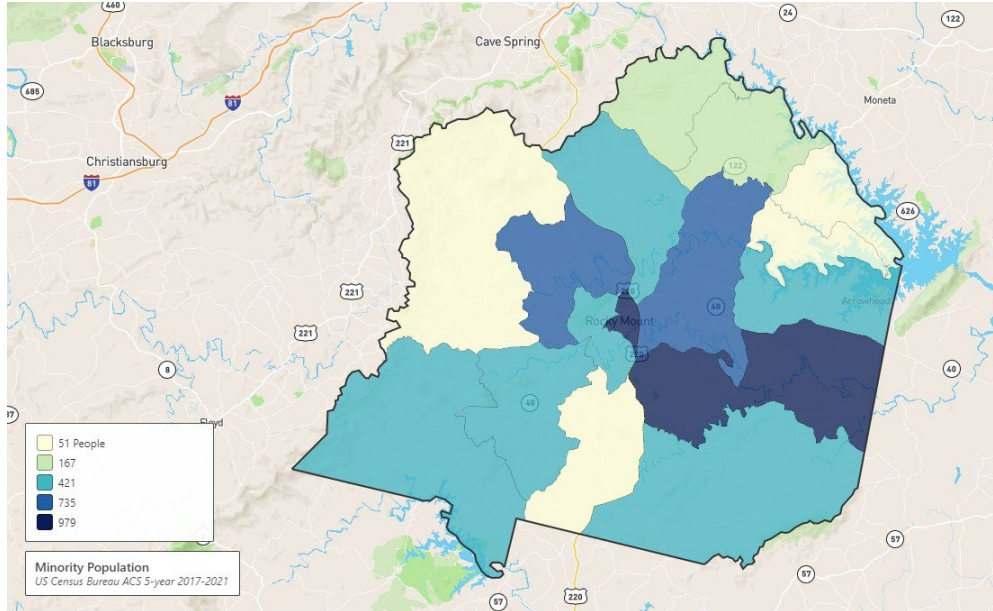 460
24
122
Blacksburg
Cave Spring
685
81
Moneta
221
Christiansburg
122
81
626
221
220
Arrowhead
40
Rocky Mount
221
220
8
40
40
Floyd
51 People
167
421
735
979
57
Minority Population
US Census Bureau ACS 5-year 2017-2021
57
57
220